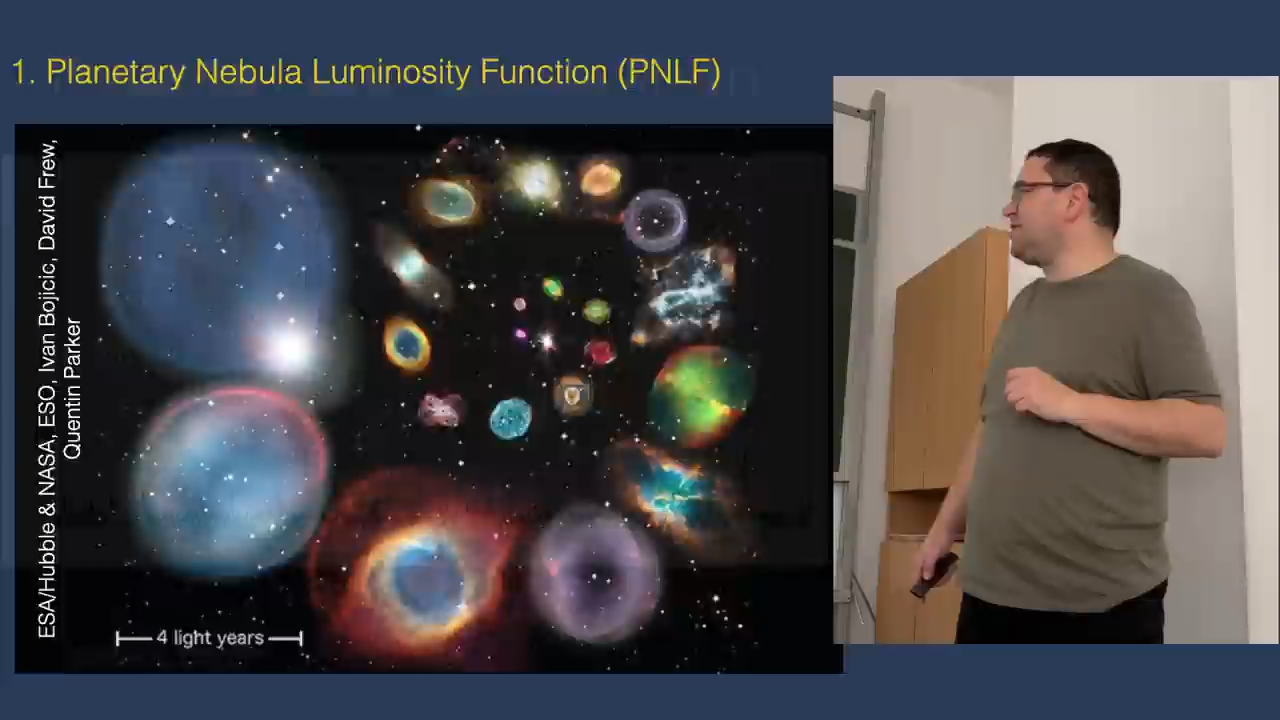 1. Planetary Nebula Luminosity Function (PNLF)
ESA/Hubble & NASA, ESO, Ivan Bojicic, David Frew,
Quentin Parker
4 light years